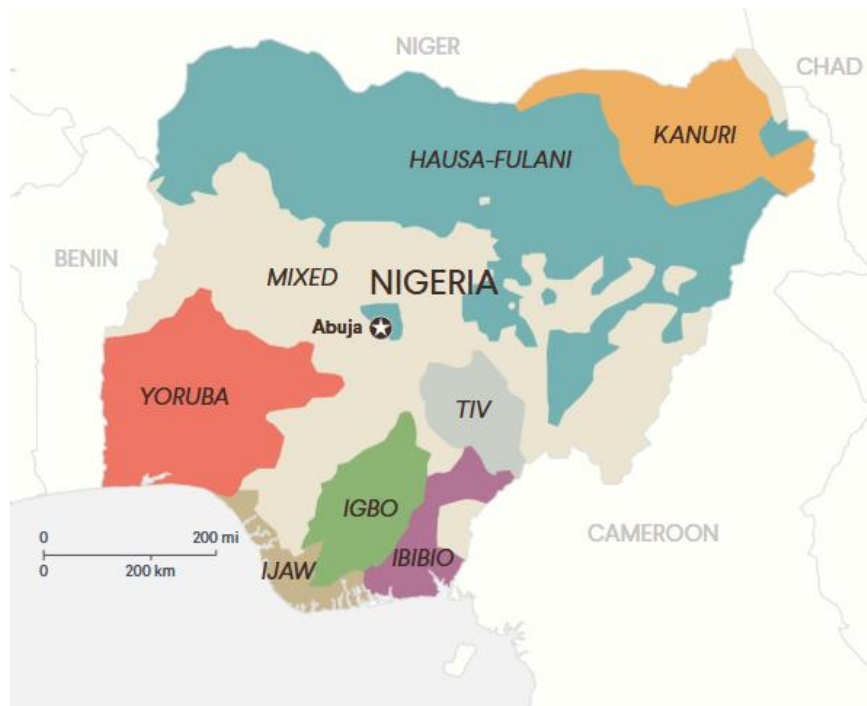 NIGER
CHAD
KANURI
HAUSA-FULANI
BENIN
MIXED
NIGERIA
Abuja
YORUBA
TIV
IGBO
0 200 mi
0 200 km
CAMEROON
IJAW
IBIBIO